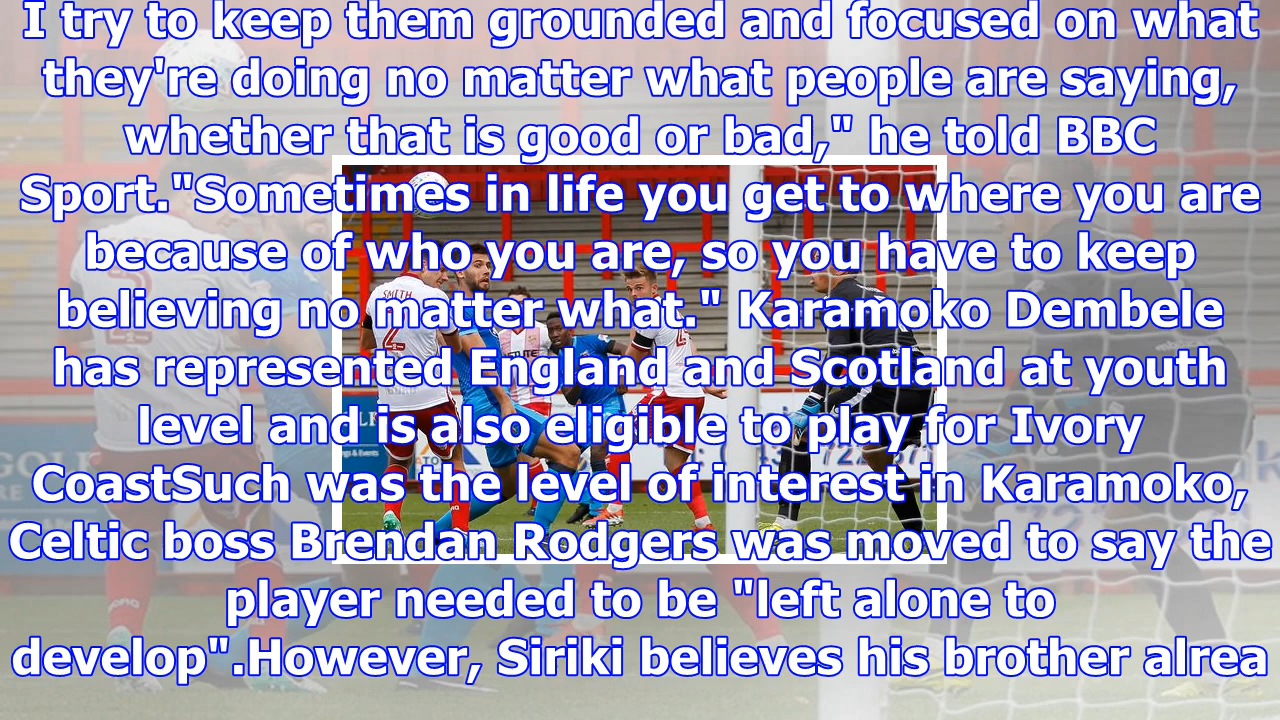 I try to keep them grounded and focused on what
they're doing no matter what people are saying,
whether that is good or bad," he told BBC
Sport."Sometimes in life you get to where you are
because of who you are, so you have to keep
believing no matter what." Karamoko Dembele
has represented England and Scotland at youth
level and is also eligible to play for Ivory
CoastSuch was the level of interest in Karamoko,
Celtic boss Brendan Rodgers was moved to say the
player needed to be "left alone to
develop".However, Siriki believes his brother alrea
SMITH